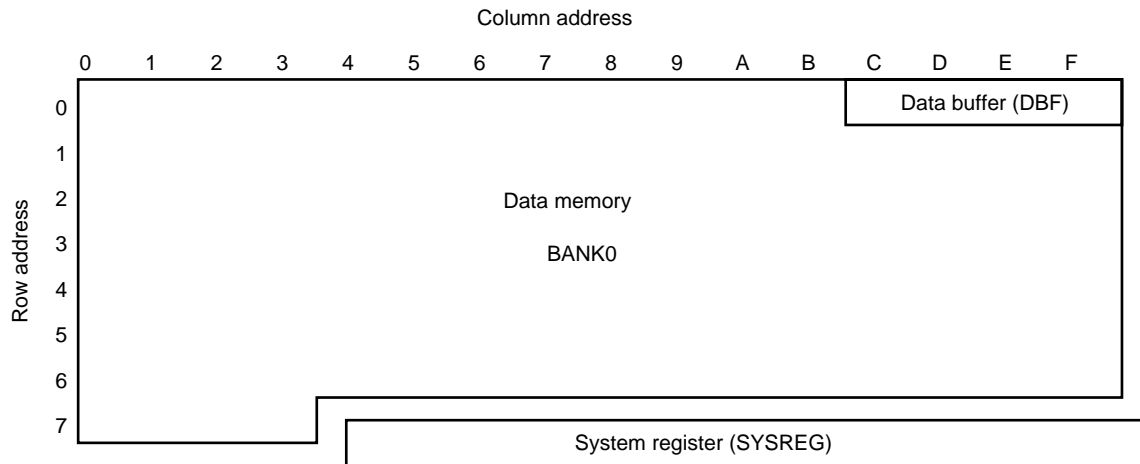 Column address
0 1 2 3 4 5 6 7 8 9 A B C D E F
0 Data buffer (DBF)
1
2 Data memory
3 BANK0
4
5
6
7 System register (SYSREG)
Row address